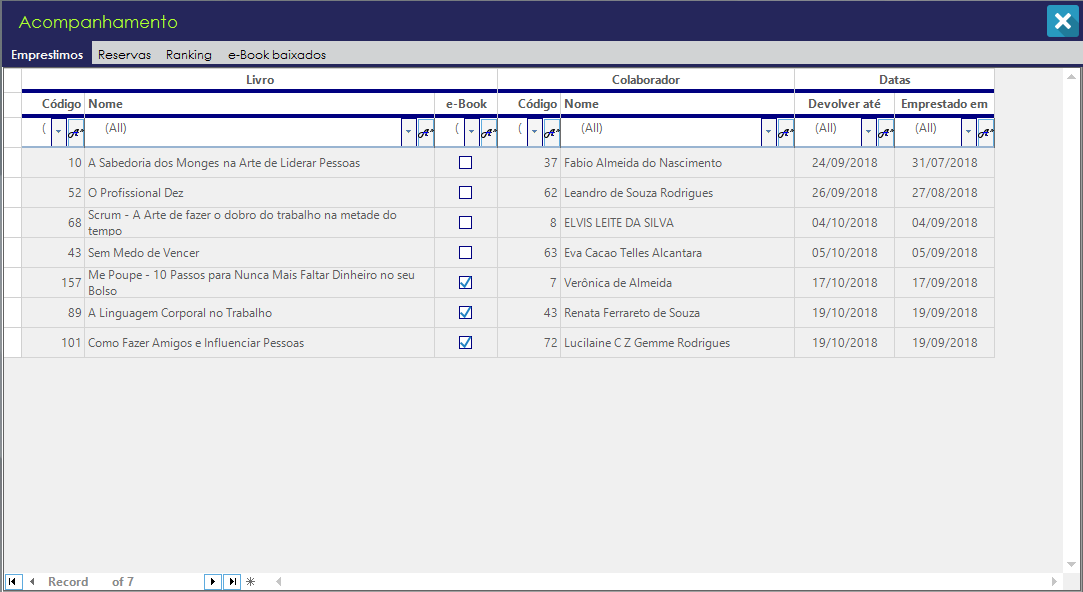 Acompanhamento
Emprestimos Reservas Ranking e-Book baixados
Livro Colaborador Datas
Código Nome e-Book Código Nome Devolver até Emprestado em
( (All) ( ( (All) (All) (All)
10 A Sabedoria dos Monges na Arte de Liderar Pessoas 37 Fabio Almeida do Nascimento 24/09/2018 31/07/2018
52 O Profissional Dez 62 Leandro de Souza Rodrigues 26/09/2018 27/08/2018
68 Scrum - A Arte de fazer o dobro do trabalho na metade do
tempo 8 ELVIS LEITE DA SILVA 04/10/2018 04/09/2018
43 Sem Medo de Vencer 63 Eva Cacao Telles Alcantara 05/10/2018 05/09/2018
157 Me Poupe - 10 Passos para Nunca Mais Faltar Dinheiro no seu
Bolso 7 Verônica de Almeida 17/10/2018 17/09/2018
89 A Linguagem Corporal no Trabalho 43 Renata Ferrareto de Souza 19/10/2018 19/09/2018
101 Como Fazer Amigos e Influenciar Pessoas 72 Lucilaine C Z Gemme Rodrigues 19/10/2018 19/09/2018
Record of 7